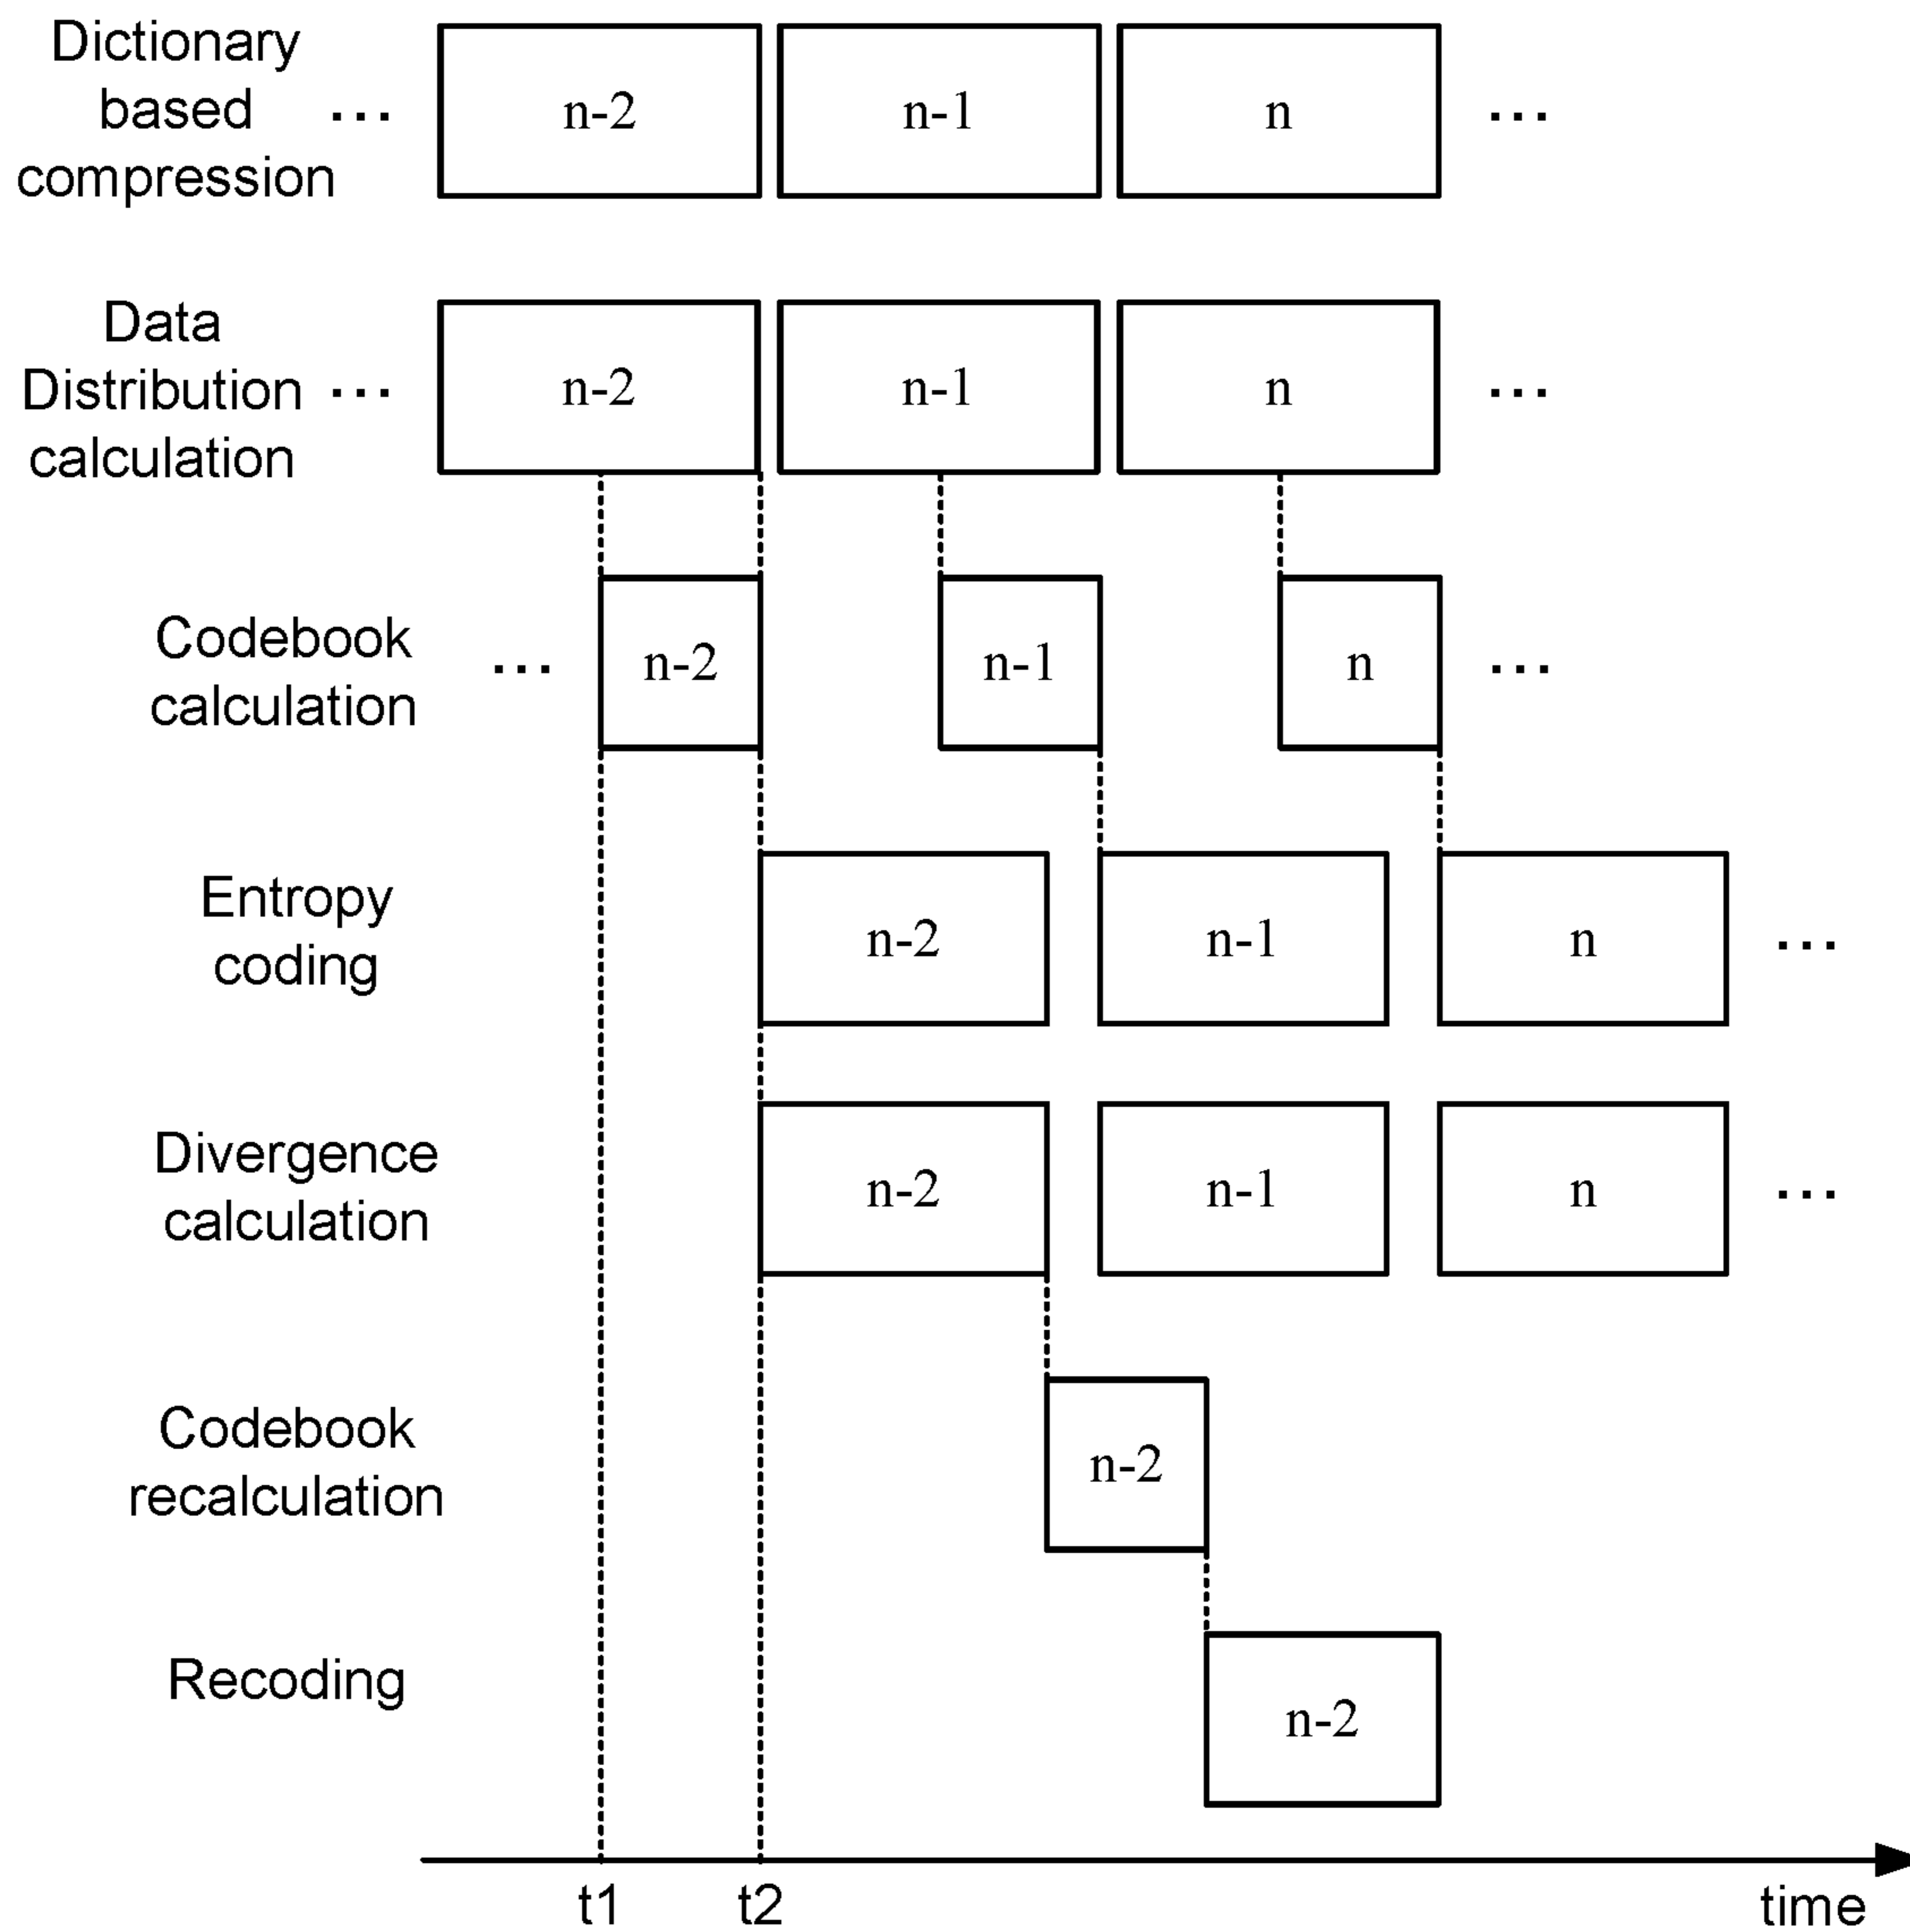 Dictionary
based
compression
... n-2 n-1 n ...
Data
Distribution
calculation
... n-2 n-1 n ...
Codebook
calculation
... n-2 n-1 n ...
Entropy
coding
n-2 n-1 n ...
Divergence
calculation
n-2 n-1 n ...
Codebook
recalculation
n-2
Recoding
n-2
t1 t2 time